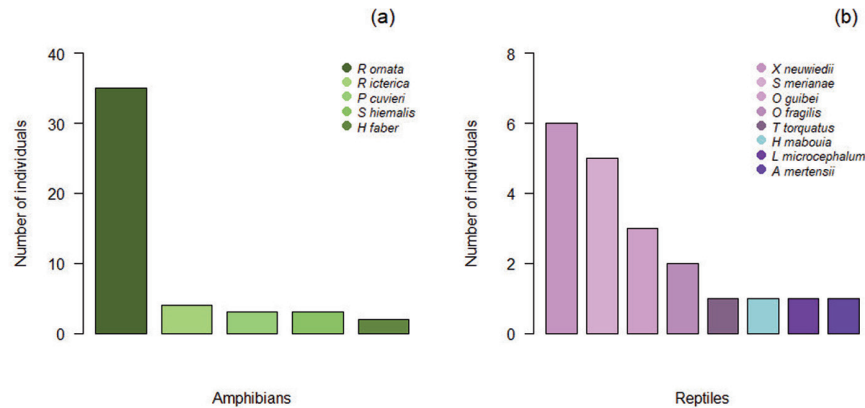 (a)
40
30
20
10
0
Number of individuals
R ornata
R icterica
P cuvieri
S hiemalis
H faber
Amphibians
(b)
8
6
4
2
0
Number of individuals
X neuwiedii
S merianae
O guibei
O fragilis
T torquatus
H mabouia
L microcephalum
A mertensii
Reptiles